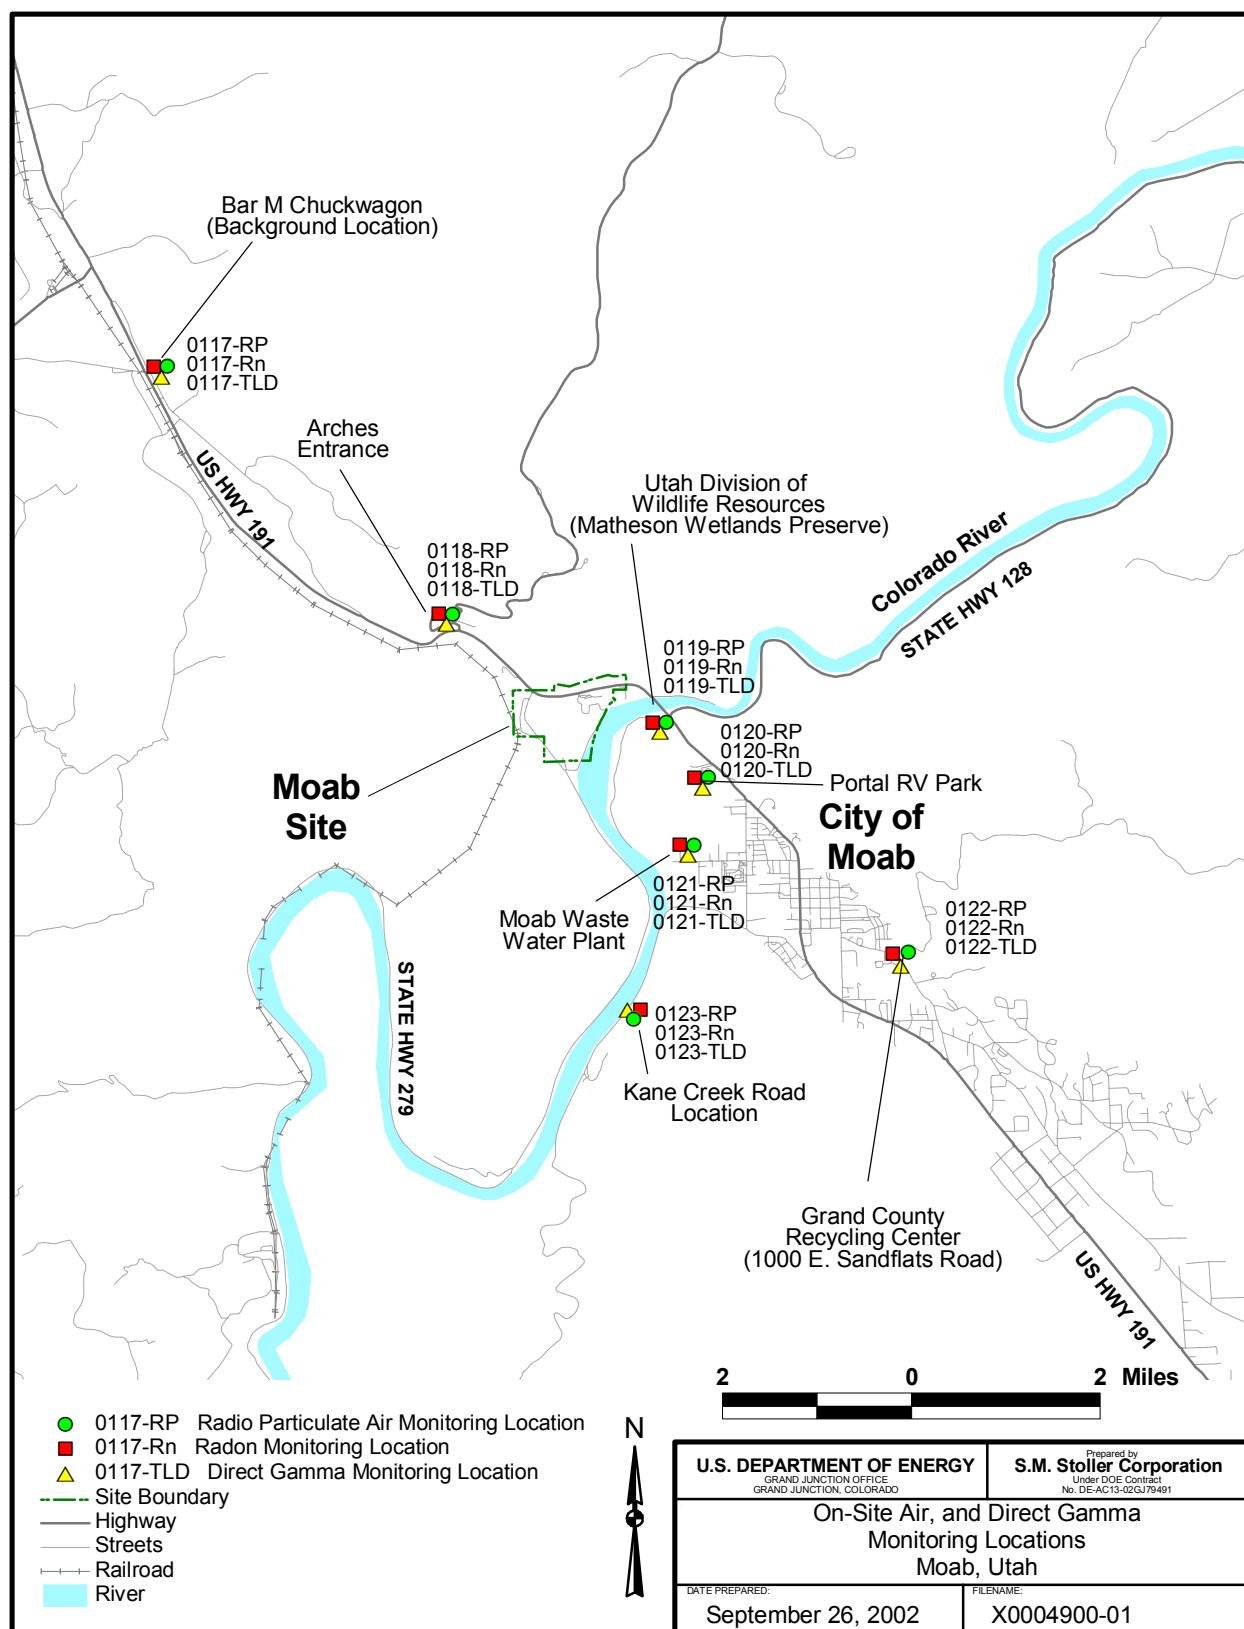 Bar M Chuckwagon
(Background Location)
0117-RP
0117-Rn
0117-TLD
Arches
Entrance
US HWY 191
Utah Division of
Wildlife Resources
(Matheson Wetlands Preserve)
0118-RP
0118-Rn
0118-TLD
Colorado River
STATE HWY 128
0119-RP
0119-Rn
0119-TLD
0120-RP
0120-Rn
0120-TLD
Portal RV Park
Moab
Site
City of
Moab
0121-RP
0121-Rn
0121-TLD
Moab Waste
Water Plant
0122-RP
0122-Rn
0122-TLD
STATE HWY 279
0123-RP
0123-Rn
0123-TLD
Kane Creek Road
Location
Grand County
Recycling Center
(1000 E. Sandflats Road)
US HWY 191
2 0 2 Miles
0117-RP Radio Particulate Air Monitoring Location
0117-Rn Radon Monitoring Location
0117-TLD Direct Gamma Monitoring Location
Site Boundary
Highway
Streets
Railroad
River
N
U.S. DEPARTMENT OF ENERGY
GRAND JUNCTION OFFICE
GRAND JUNCTION, COLORADO
Prepared by
S.M. Stoller Corporation
Under DOE Contract
No. DE-AC13-02GJ79491
On-Site Air, and Direct Gamma
Monitoring Locations
Moab, Utah
DATE PREPARED:
September 26, 2002
FILENAME:
X0004900-01